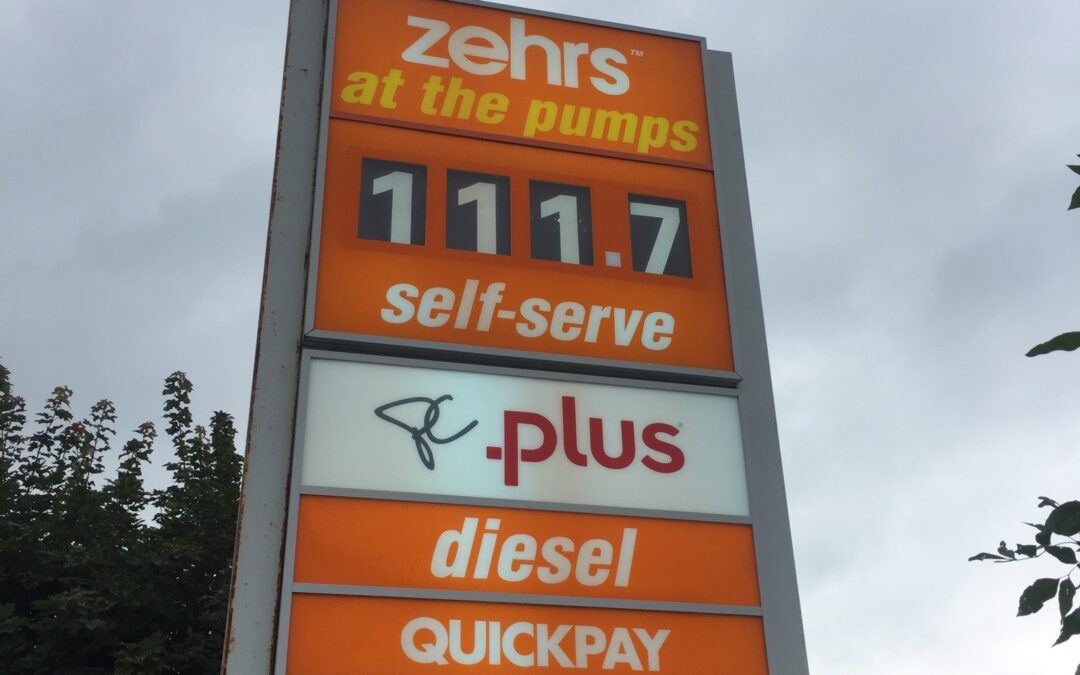 zehrs™
at the pumps
111.7
self-serve
PC plus
diesel
QUICKPAY